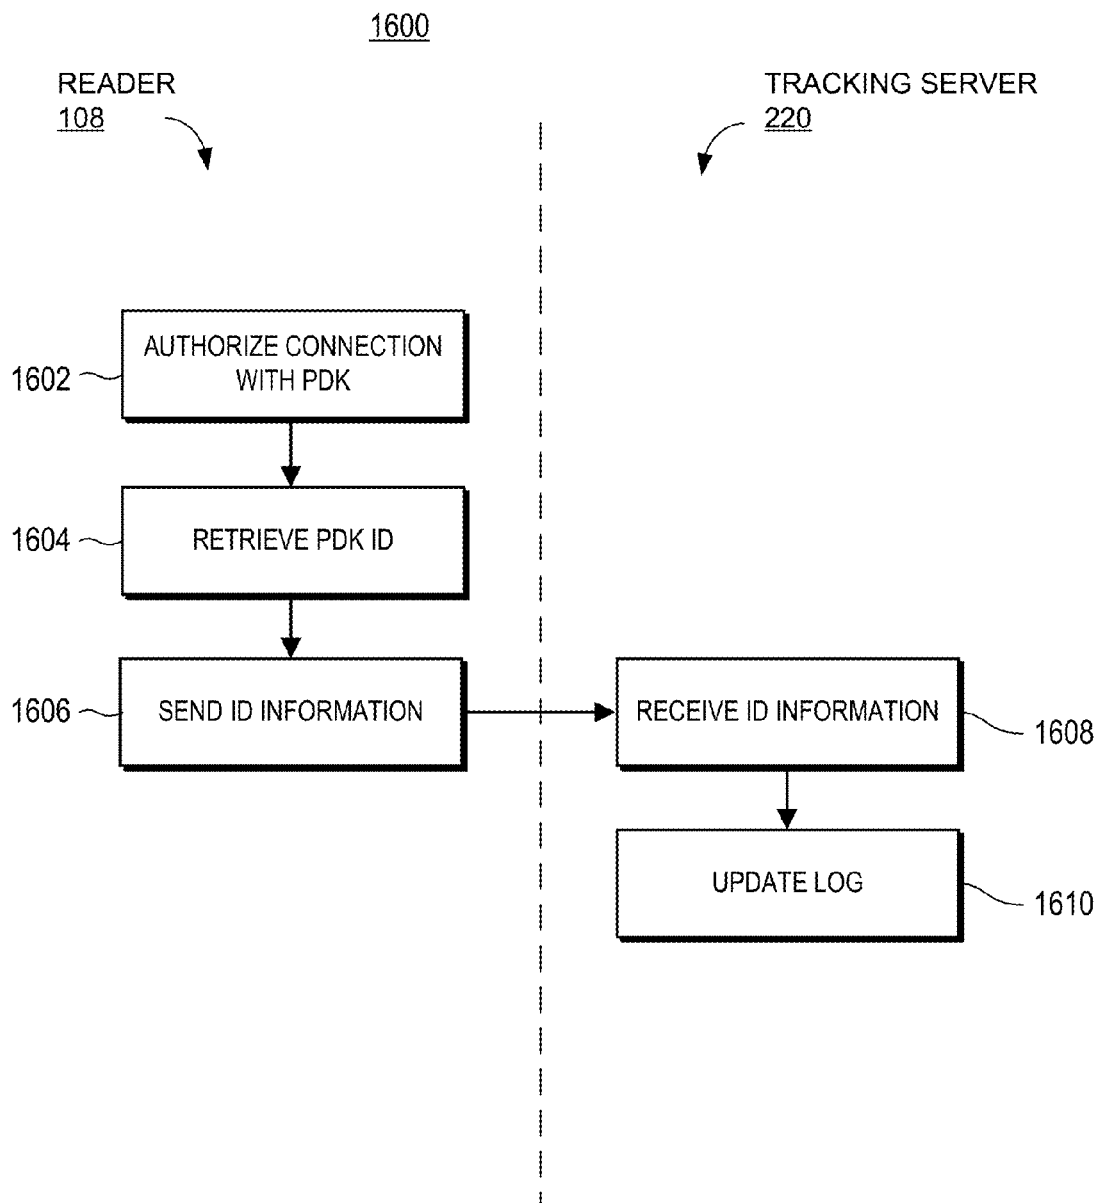 1600
READER
108
TRACKING SERVER
220
AUTHORIZE CONNECTION
WITH PDK
1602
RETRIEVE PDK ID
1604
SEND ID INFORMATION
1606
RECEIVE ID INFORMATION
1608
UPDATE LOG
1610